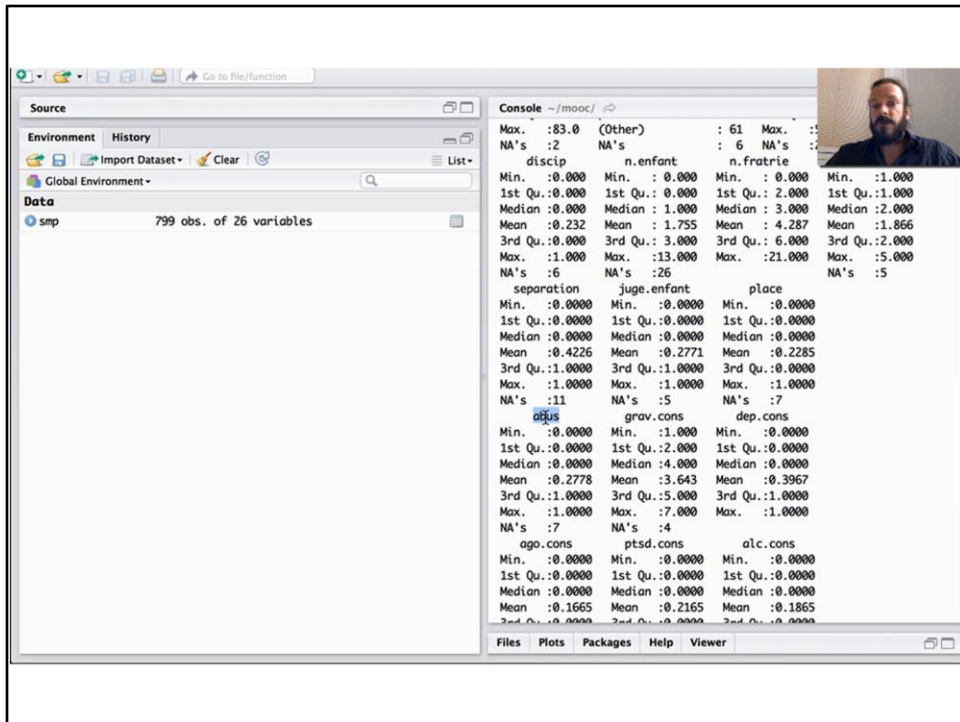 Go to file/function
Source
Environment History
Import Dataset Clear
List
Global Environment
Data
smp 799 obs. of 26 variables
Console ~/mooc/
Max. :83.0 (Other) : 61 Max.
NA's :2 NA's : 6 NA's
discip n.enfant n.fratrie
Min. :0.000 Min. : 0.000 Min. : 0.000 Min. :1.000
1st Qu.:0.000 1st Qu.: 0.000 1st Qu.: 2.000 1st Qu.:1.000
Median :0.000 Median : 1.000 Median : 3.000 Median :2.000
Mean :0.232 Mean : 1.755 Mean : 4.287 Mean :1.866
3rd Qu.:0.000 3rd Qu.: 3.000 3rd Qu.: 6.000 3rd Qu.:2.000
Max. :1.000 Max. :13.000 Max. :21.000 Max. :5.000
NA's :6 NA's :26 NA's :5
separation juge.enfant place
Min. :0.0000 Min. :0.0000 Min. :0.0000
1st Qu.:0.0000 1st Qu.:0.0000 1st Qu.:0.0000
Median :0.0000 Median :0.0000 Median :0.0000
Mean :0.4226 Mean :0.2771 Mean :0.2285
3rd Qu.:1.0000 3rd Qu.:1.0000 3rd Qu.:0.0000
Max. :1.0000 Max. :1.0000 Max. :1.0000
NA's :11 NA's :5 NA's :7
abus grav.cons dep.cons
Min. :0.0000 Min. :1.000 Min. :0.0000
1st Qu.:0.0000 1st Qu.:2.000 1st Qu.:0.0000
Median :0.0000 Median :4.000 Median :0.0000
Mean :0.2778 Mean :3.643 Mean :0.3967
3rd Qu.:1.0000 3rd Qu.:5.000 3rd Qu.:1.0000
Max. :1.0000 Max. :7.000 Max. :1.0000
NA's :7 NA's :4
ago.cons ptsd.cons alc.cons
Min. :0.0000 Min. :0.0000 Min. :0.0000
1st Qu.:0.0000 1st Qu.:0.0000 1st Qu.:0.0000
Median :0.0000 Median :0.0000 Median :0.0000
Mean :0.1665 Mean :0.2165 Mean :0.1865
3rd Qu.:0.0000 3rd Qu.:0.0000 3rd Qu.:0.0000
Files Plots Packages Help Viewer